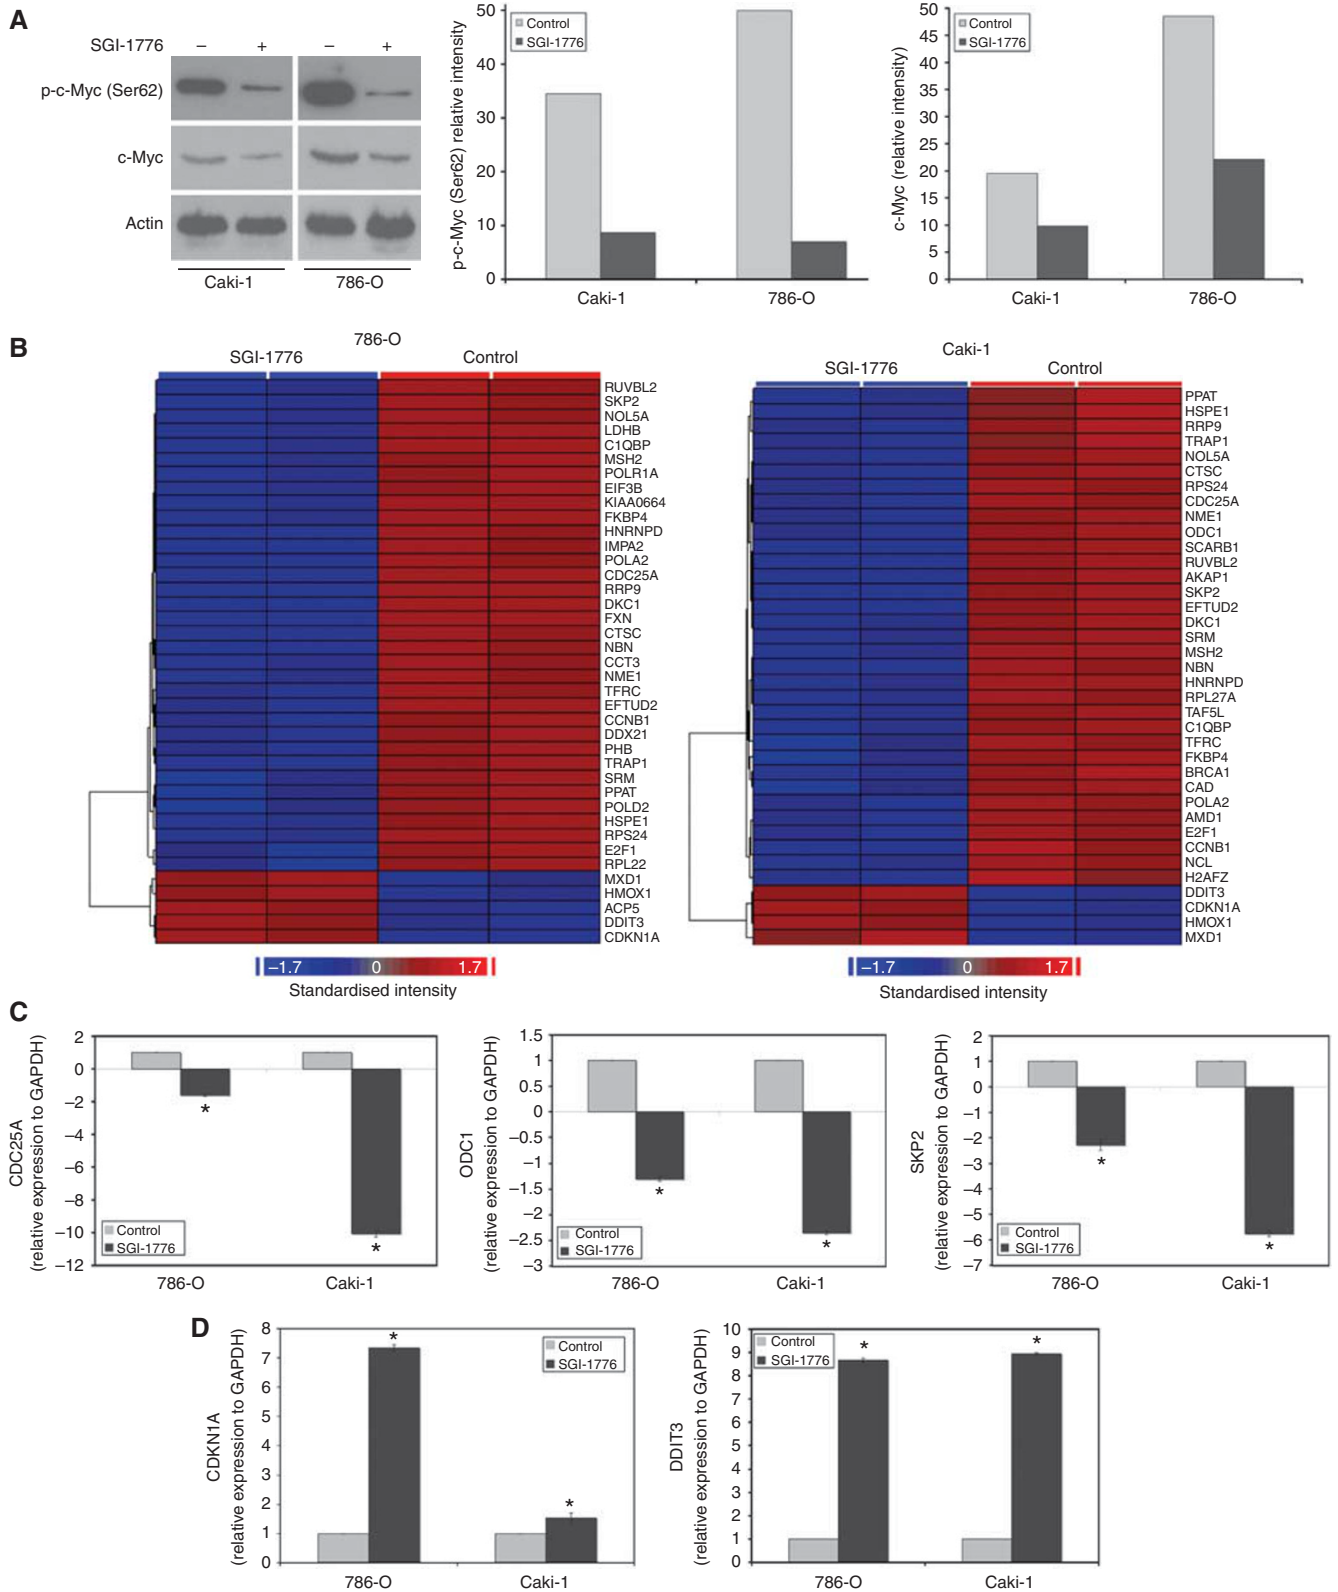 A
SGI-1776
–
+
–
+
p-c-Myc (Ser62)
c-Myc
Actin
Caki-1
786-O
p-c-Myc (Ser62) relative intensity
50
40
30
20
10
0
Control
SGI-1776
Caki-1
786-O
c-Myc (relative intensity)
50
45
40
35
30
25
20
15
10
5
0
Control
SGI-1776
Caki-1
786-O
B
786-O
SGI-1776
Control
RUVBL2
SKP2
NOL5A
LDHB
C1QBP
MSH2
POLR1A
EIF3B
KIAA0664
FKBP4
HNRNPD
IMPA2
POLA2
CDC25A
RRP9
DKC1
FXN
CTSC
NBN
CCT3
NME1
TFRC
EFTUD2
CCNB1
DDX21
PHB
TRAP1
SRM
PPAT
POLD2
HSPE1
RPS24
E2F1
RPL22
MXD1
HMOX1
ACP5
DDIT3
CDKN1A
–1.7
0
1.7
Standardised intensity
Caki-1
SGI-1776
Control
PPAT
HSPE1
RRP9
TRAP1
NOL5A
CTSC
RPS24
CDC25A
NME1
ODC1
SCARB1
RUVBL2
AKAP1
SKP2
EFTUD2
DKC1
SRM
MSH2
NBN
HNRNPD
RPL27A
TAF5L
C1QBP
TFRC
FKBP4
BRCA1
CAD
POLA2
AMD1
E2F1
CCNB1
NCL
H2AFZ
DDIT3
CDKN1A
HMOX1
MXD1
–1.7
0
1.7
Standardised intensity
C
CDC25A
(relative expression to GAPDH)
2
0
–2
–4
–6
–8
–10
–12
*
*
Control
SGI-1776
786-O
Caki-1
ODC1
(relative expression to GAPDH)
1.5
1
0.5
0
–0.5
–1
–1.5
–2
–2.5
–3
*
*
Control
SGI-1776
786-O
Caki-1
SKP2
(relative expression to GAPDH)
2
1
0
–1
–2
–3
–4
–5
–6
–7
*
*
Control
SGI-1776
786-O
Caki-1
D
CDKN1A
(relative expression to GAPDH)
8
7
6
5
4
3
2
1
0
*
*
Control
SGI-1776
786-O
Caki-1
DDIT3
(relative expression to GAPDH)
10
9
8
7
6
5
4
3
2
1
0
Control
SGI-1776
*
*
786-O
Caki-1